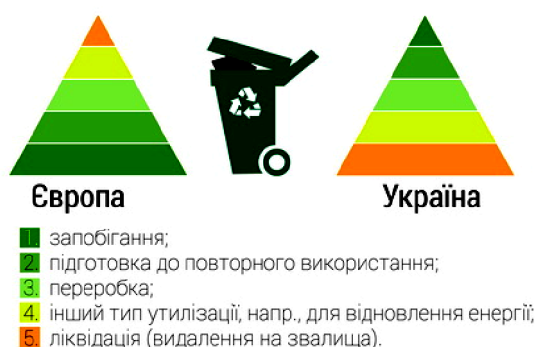 Європа
Україна
1. запобігання;
2. підготовка до повторного використання;
3. переробка;
4. інший тип утилізації, напр., для відновлення енергії;
5. ліквідація (видалення на звалища).